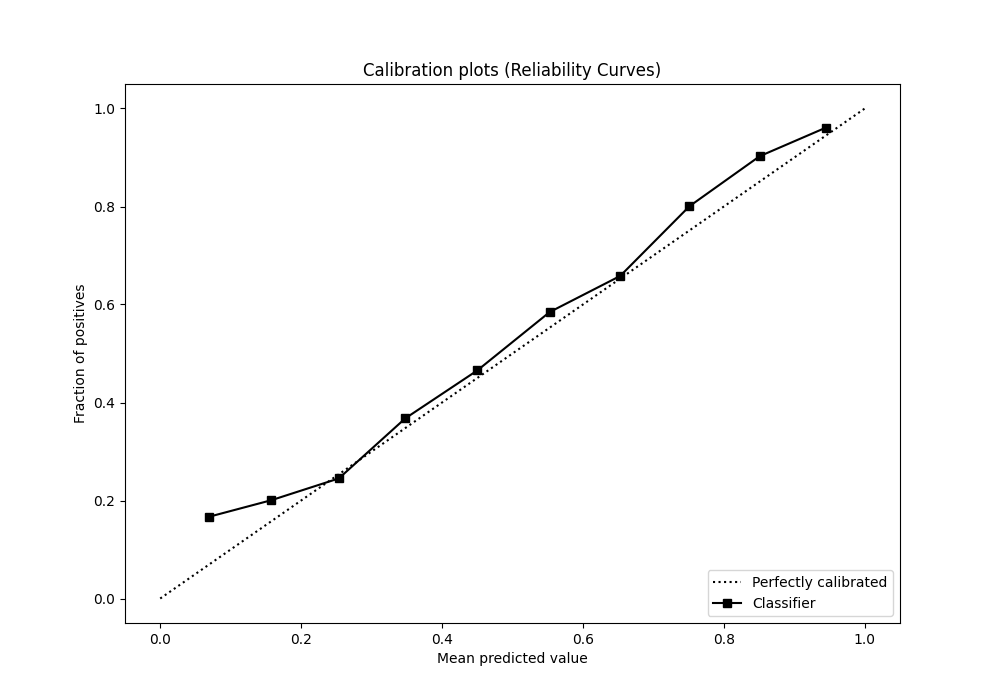 Calibration plots (Reliability Curves)
Fraction of positives
1.0
0.8
0.6
0.4
0.2
0.0
0.0 0.2 0.4 0.6 0.8 1.0
Mean predicted value
Perfectly calibrated
Classifier